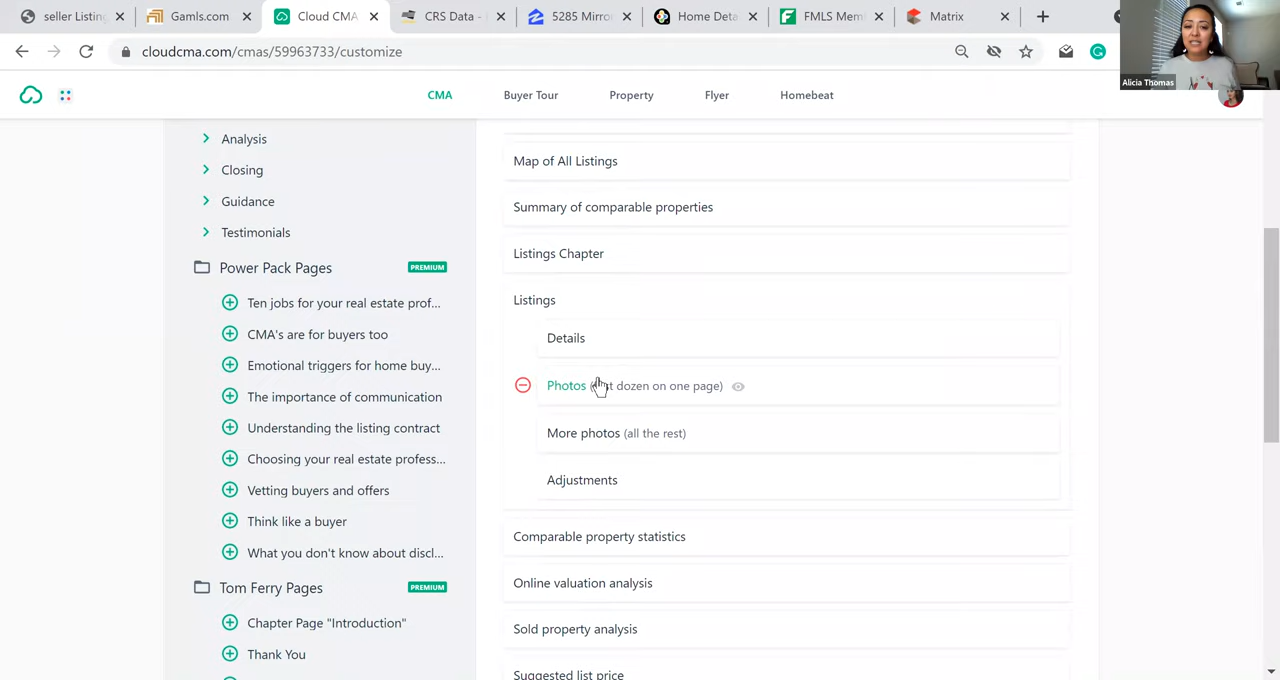 seller Listing
Gamls.com
Cloud CMA
CRS Data -
5285 Mirro
Home Deta
FMLS Mem
Matrix
cloudcma.com/cmas/59963733/customize
Alicia Thomas
CMA
Buyer Tour
Property
Flyer
Homebeat
Analysis
Closing
Guidance
Testimonials
Power Pack Pages PREMIUM
Ten jobs for your real estate prof...
CMA's are for buyers too
Emotional triggers for home buy...
The importance of communication
Understanding the listing contract
Choosing your real estate profess...
Vetting buyers and offers
Think like a buyer
What you don't know about discl...
Tom Ferry Pages PREMIUM
Chapter Page "Introduction"
Thank You
Map of All Listings
Summary of comparable properties
Listings Chapter
Listings
Details
Photos dozen on one page)
More photos (all the rest)
Adjustments
Comparable property statistics
Online valuation analysis
Sold property analysis
Suggested list price